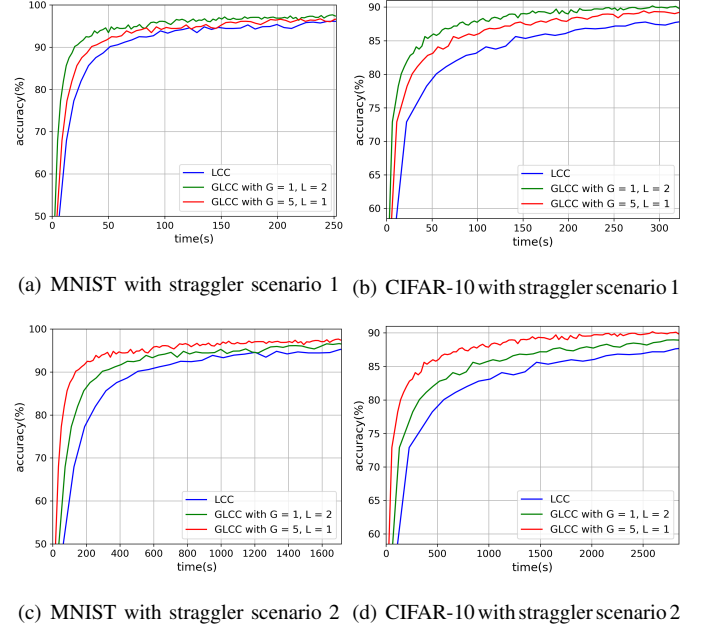 100
90
80
70
60
50
accuracy(%)
0 50 100 150 200 250
time(s)
LCC
GLCC with G = 1, L = 2
GLCC with G = 5, L = 1
90
85
80
75
70
65
60
accuracy(%)
0 50 100 150 200 250 300
time(s)
LCC
GLCC with G = 1, L = 2
GLCC with G = 5, L = 1
(a) MNIST with straggler scenario 1
(b) CIFAR-10 with straggler scenario 1
100
90
80
70
60
50
accuracy(%)
0 200 400 600 800 1000 1200 1400 1600
time(s)
LCC
GLCC with G = 1, L = 2
GLCC with G = 5, L = 1
90
85
80
75
70
65
60
accuracy(%)
0 500 1000 1500 2000 2500
time(s)
LCC
GLCC with G = 1, L = 2
GLCC with G = 5, L = 1
(c) MNIST with straggler scenario 2
(d) CIFAR-10 with straggler scenario 2